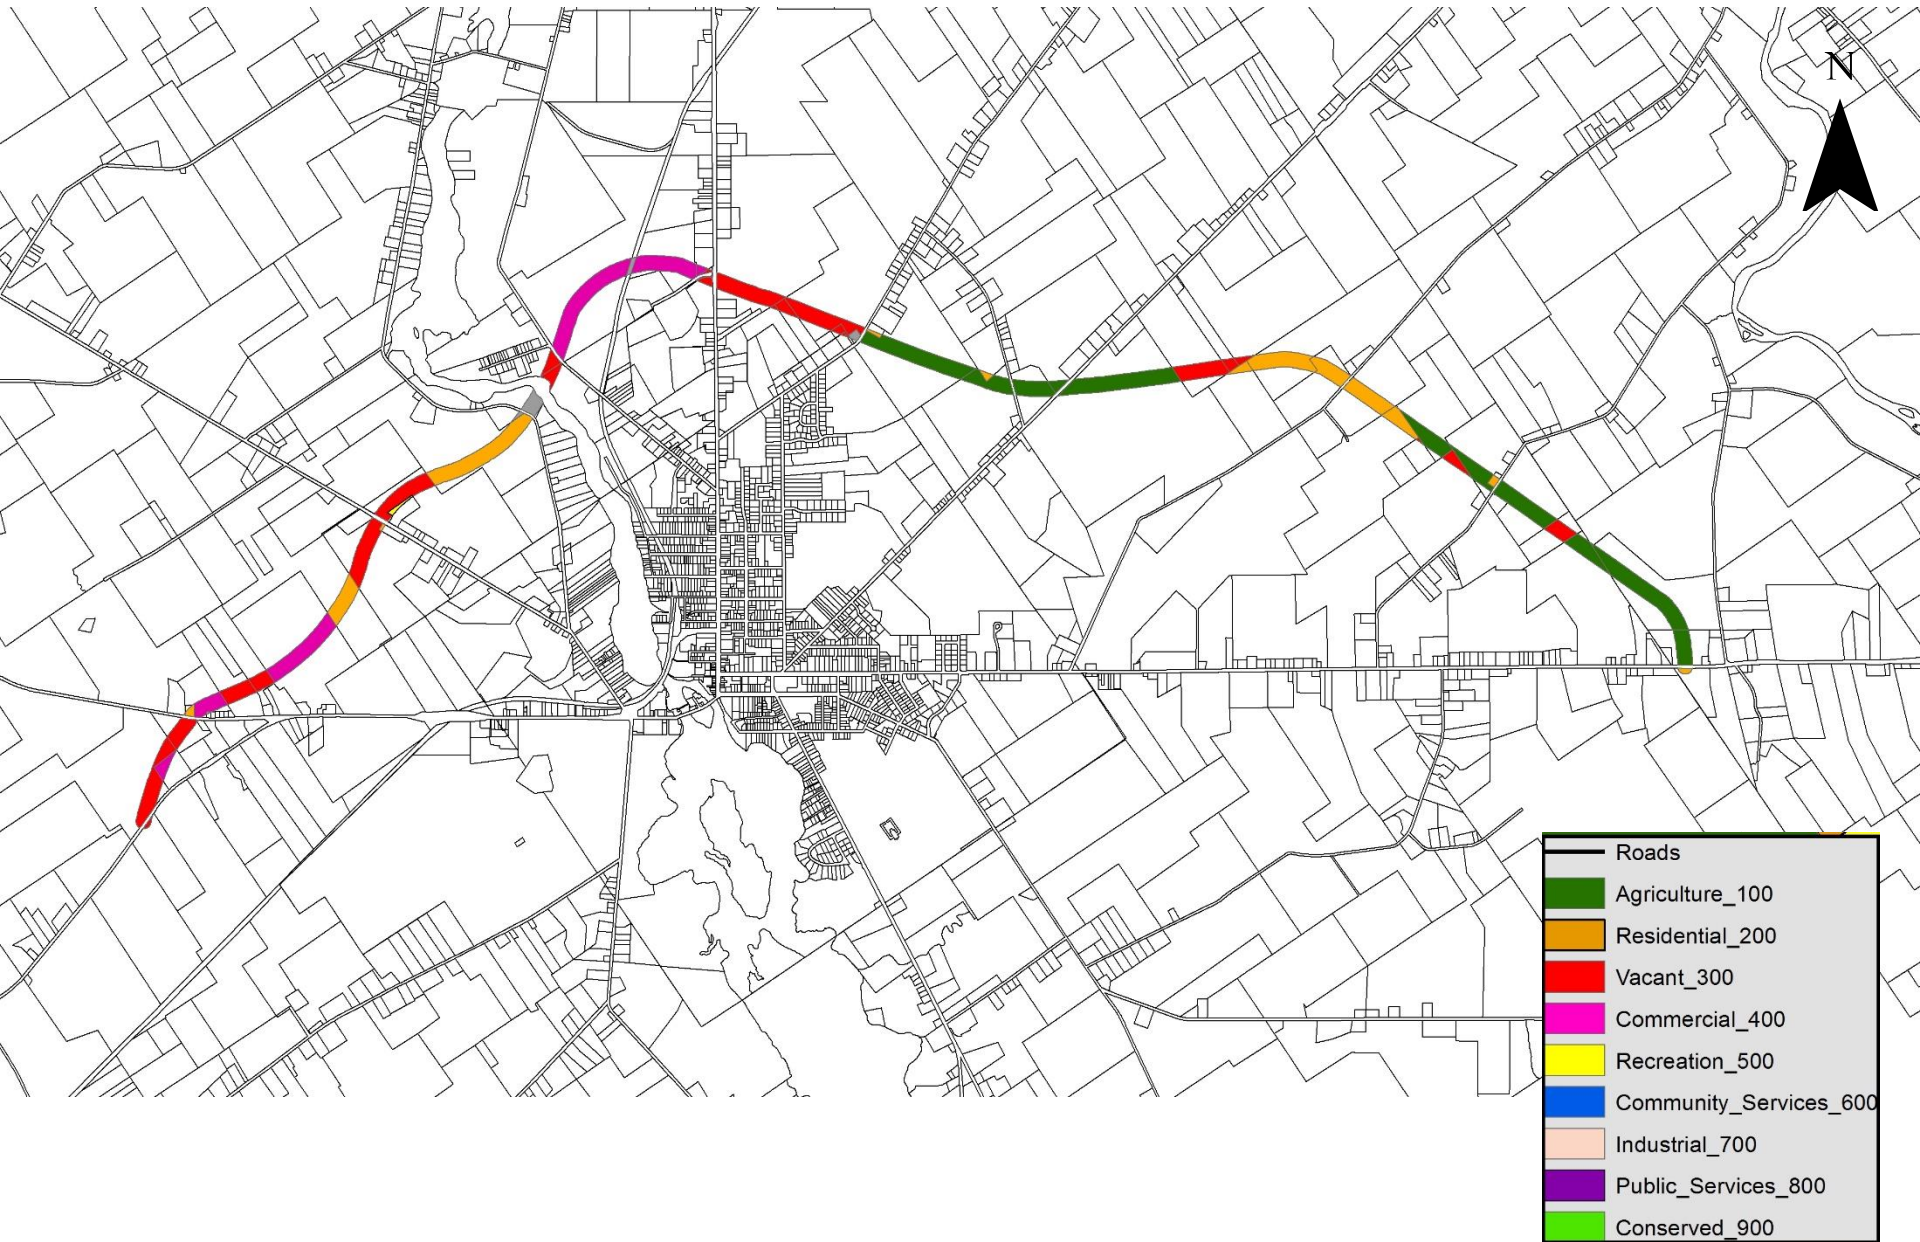 N
Roads
Agriculture_100
Residential_200
Vacant_300
Commercial_400
Recreation_500
Community_Services_600
Industrial_700
Public_Services_800
Conserved_900